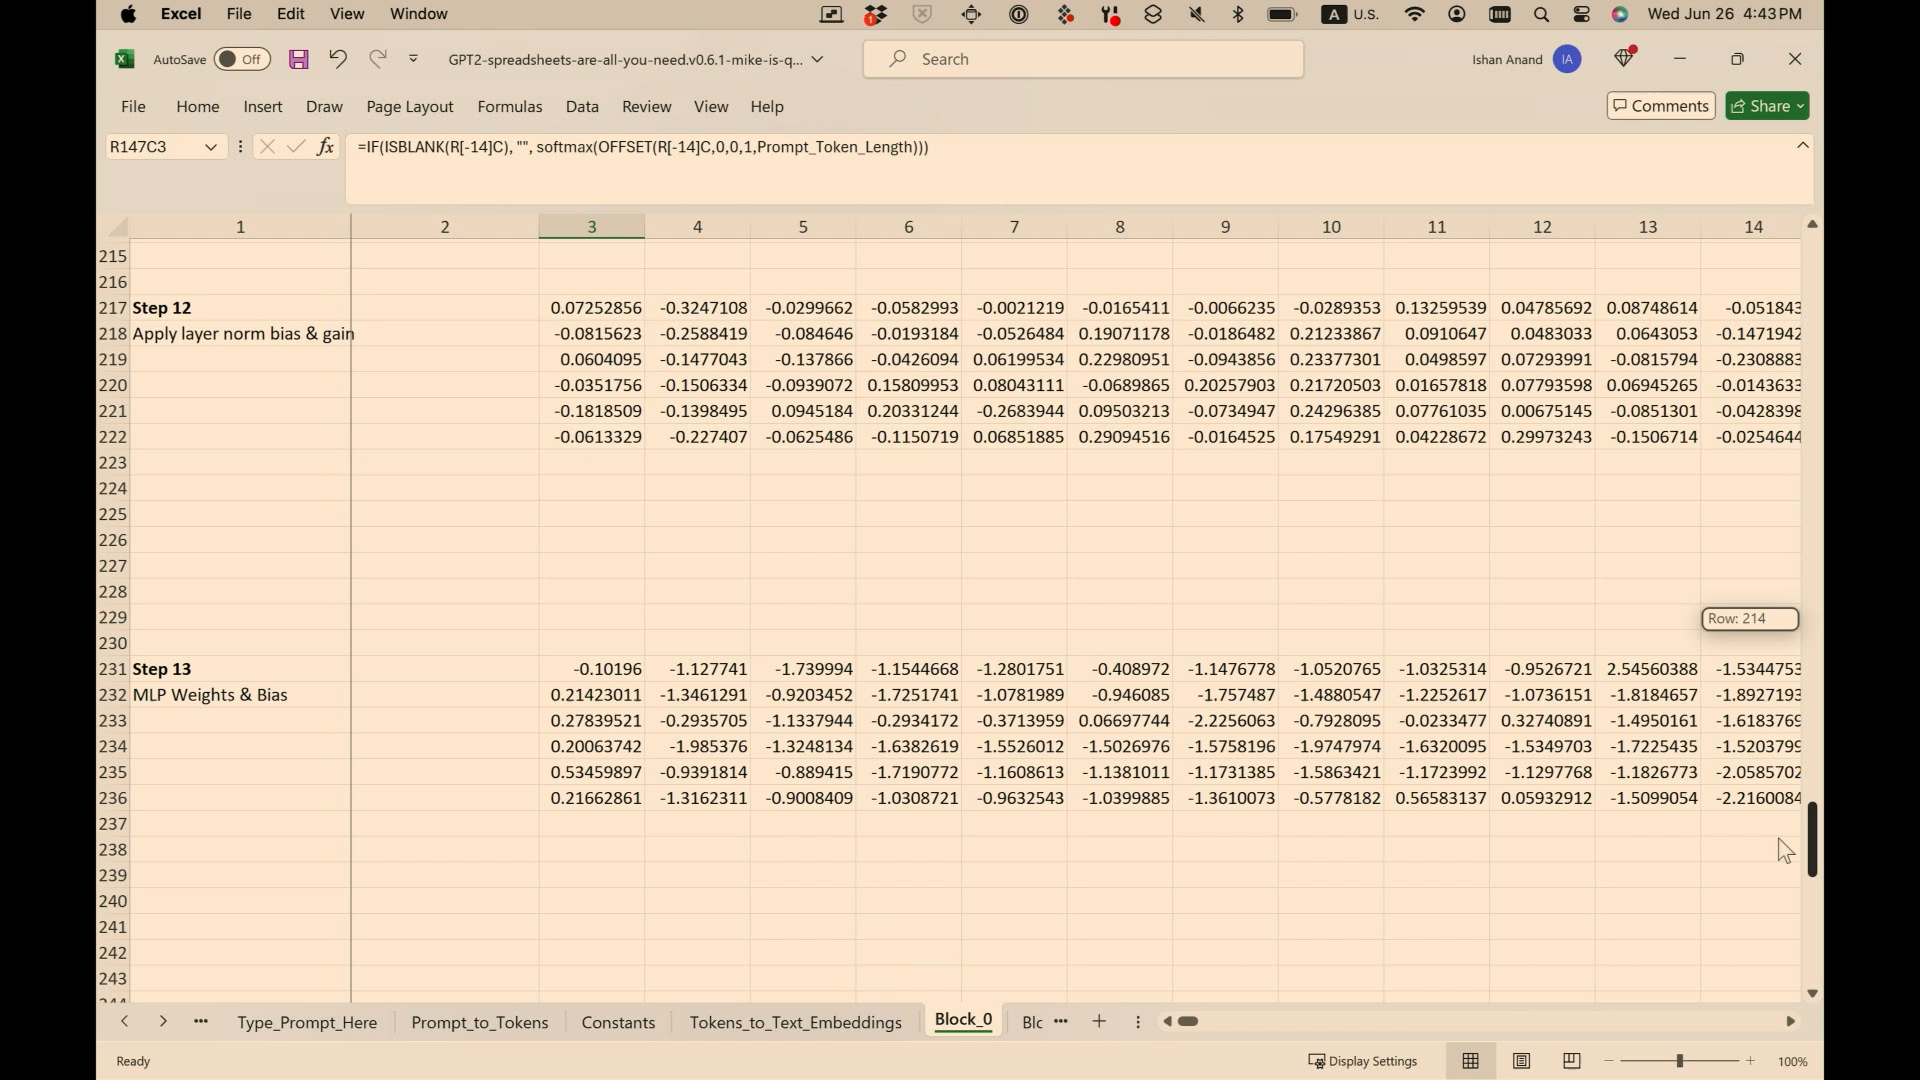 Excel File Edit View Window A U.S. Wed Jun 26 4:43 PM
AutoSave Off GPT2-spreadsheets-are-all-you-need.v0.6.1-mike-is-q... Search Ishan Anand IA
File Home Insert Draw Page Layout Formulas Data Review View Help Comments Share
R147C3 fx =IF(ISBLANK(R[-14]C), "", softmax(OFFSET(R[-14]C,0,0,1,Prompt_Token_Length)))
1 2 3 4 5 6 7 8 9 10 11 12 13 14
215
216
217 Step 12 0.07252856 -0.3247108 -0.0299662 -0.0582993 -0.0021219 -0.0165411 -0.0066235 -0.0289353 0.13259539 0.04785692 0.08748614 -0.051843
218 Apply layer norm bias & gain -0.0815623 -0.2588419 -0.084646 -0.0193184 -0.0526484 0.19071178 -0.0186482 0.21233867 0.0910647 0.0483033 0.0643053 -0.1471942
219 0.0604095 -0.1477043 -0.137866 -0.0426094 0.06199534 0.22980951 -0.0943856 0.23377301 0.0498597 0.07293991 -0.0815794 -0.2308883
220 -0.0351756 -0.1506334 -0.0939072 0.15809953 0.08043111 -0.0689865 0.20257903 0.21720503 0.01657818 0.07793598 0.06945265 -0.0143633
221 -0.1818509 -0.1398495 0.0945184 0.20331244 -0.2683944 0.09503213 -0.0734947 0.24296385 0.07761035 0.00675145 -0.0851301 -0.0428398
222 -0.0613329 -0.227407 -0.0625486 -0.1150719 0.06851885 0.29094516 -0.0164525 0.17549291 0.04228672 0.29973243 -0.1506714 -0.0254644
223
224
225
226
227
228
229 Row: 214
230
231 Step 13 -0.10196 -1.127741 -1.739994 -1.1544668 -1.2801751 -0.408972 -1.1476778 -1.0520765 -1.0325314 -0.9526721 2.54560388 -1.5344753
232 MLP Weights & Bias 0.21423011 -1.3461291 -0.9203452 -1.7251741 -1.0781989 -0.946085 -1.757487 -1.4880547 -1.2252617 -1.0736151 -1.8184657 -1.8927193
233 0.27839521 -0.2935705 -1.1337944 -0.2934172 -0.3713959 0.06697744 -2.2256063 -0.7928095 -0.0233477 0.32740891 -1.4950161 -1.6183769
234 0.20063742 -1.985376 -1.3248134 -1.6382619 -1.5526012 -1.5026976 -1.5758196 -1.9747974 -1.6320095 -1.5349703 -1.7225435 -1.5203799
235 0.53459897 -0.9391814 -0.889415 -1.7190772 -1.1608613 -1.1381011 -1.1731385 -1.5863421 -1.1723992 -1.1297768 -1.1826773 -2.0585702
236 0.21662861 -1.3162311 -0.9008409 -1.0308721 -0.9632543 -1.0399885 -1.3610073 -0.5778182 0.56583137 0.05932912 -1.5099054 -2.2160084
237
238
239
240
241
242
243
244
Type_Prompt_Here Prompt_to_Tokens Constants Tokens_to_Text_Embeddings Block_0 Blc
Ready Display Settings 100%